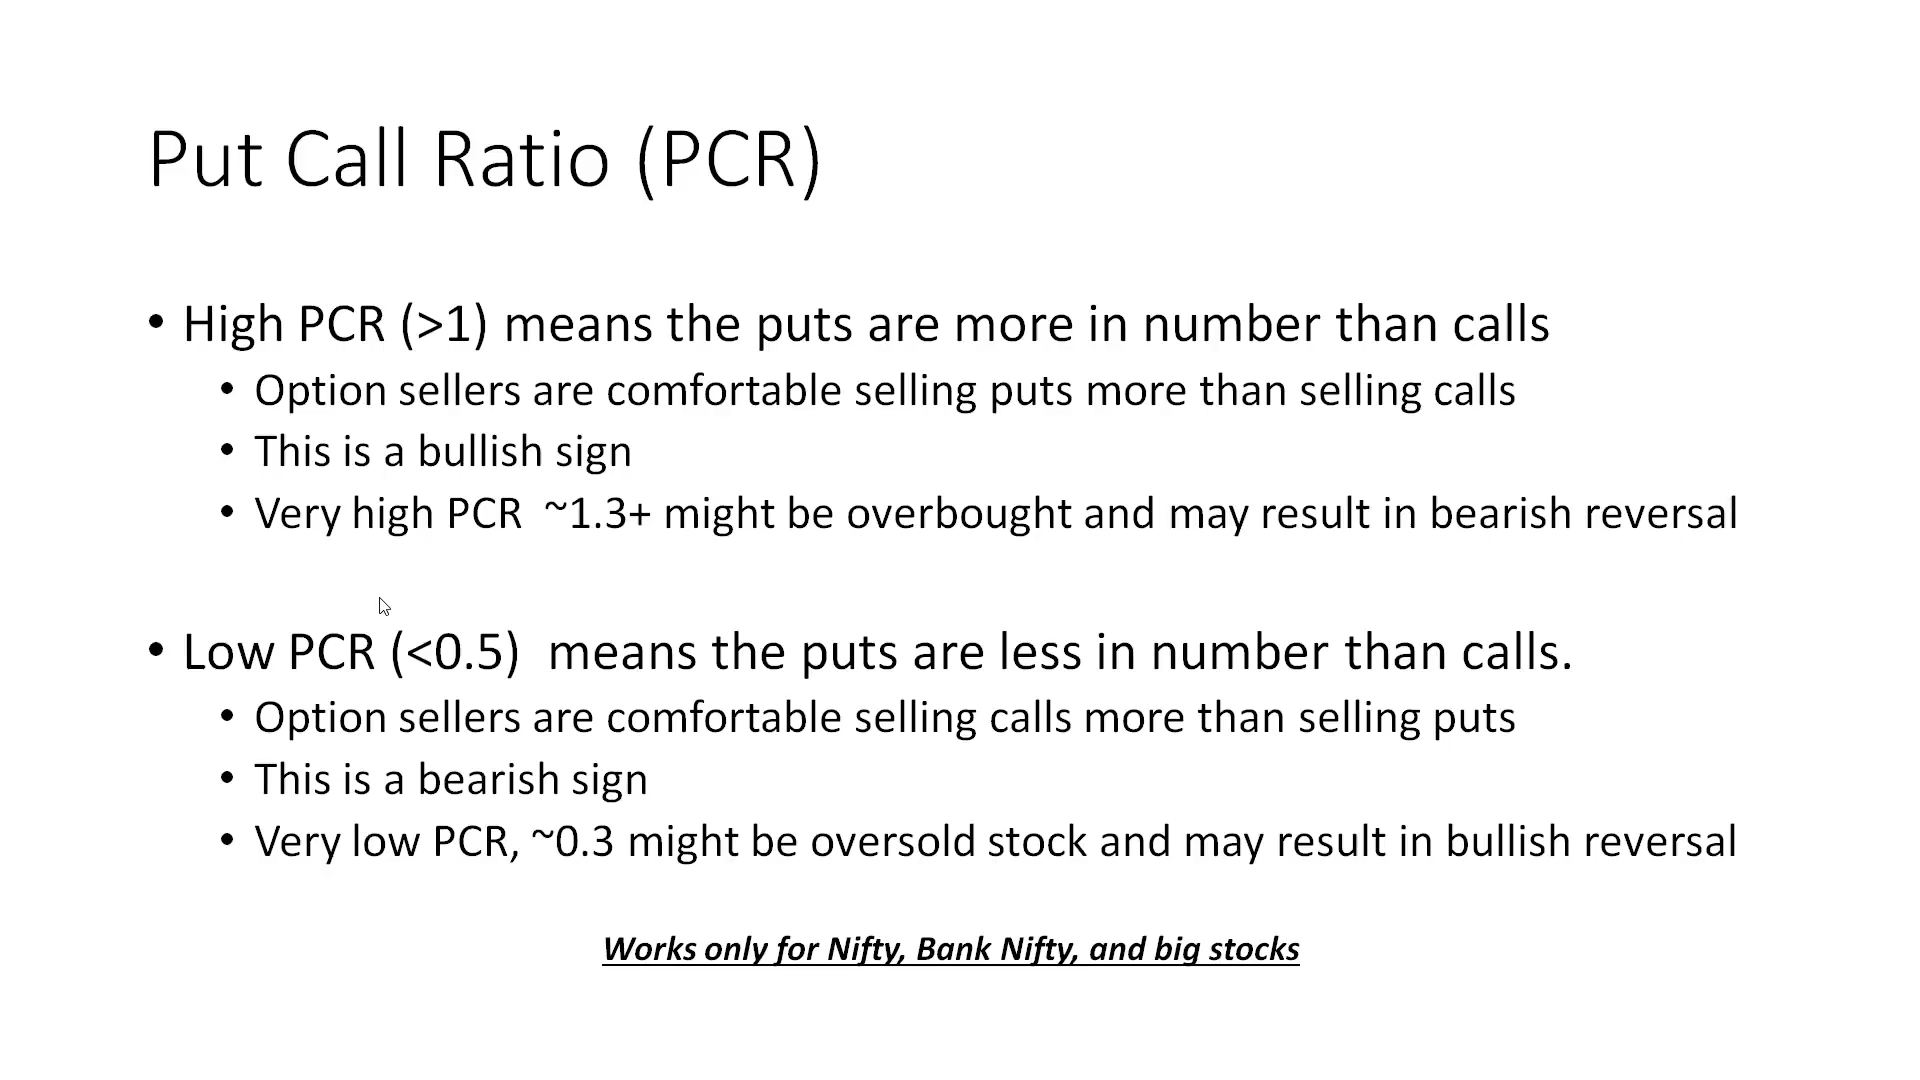 Put Call Ratio (PCR)
• High PCR (>1) means the puts are more in number than calls
• Option sellers are comfortable selling puts more than selling calls
• This is a bullish sign
• Very high PCR  ~1.3+ might be overbought and may result in bearish reversal
• Low PCR (<0.5)  means the puts are less in number than calls.
• Option sellers are comfortable selling calls more than selling puts
• This is a bearish sign
• Very low PCR, ~0.3 might be oversold stock and may result in bullish reversal
Works only for Nifty, Bank Nifty, and big stocks